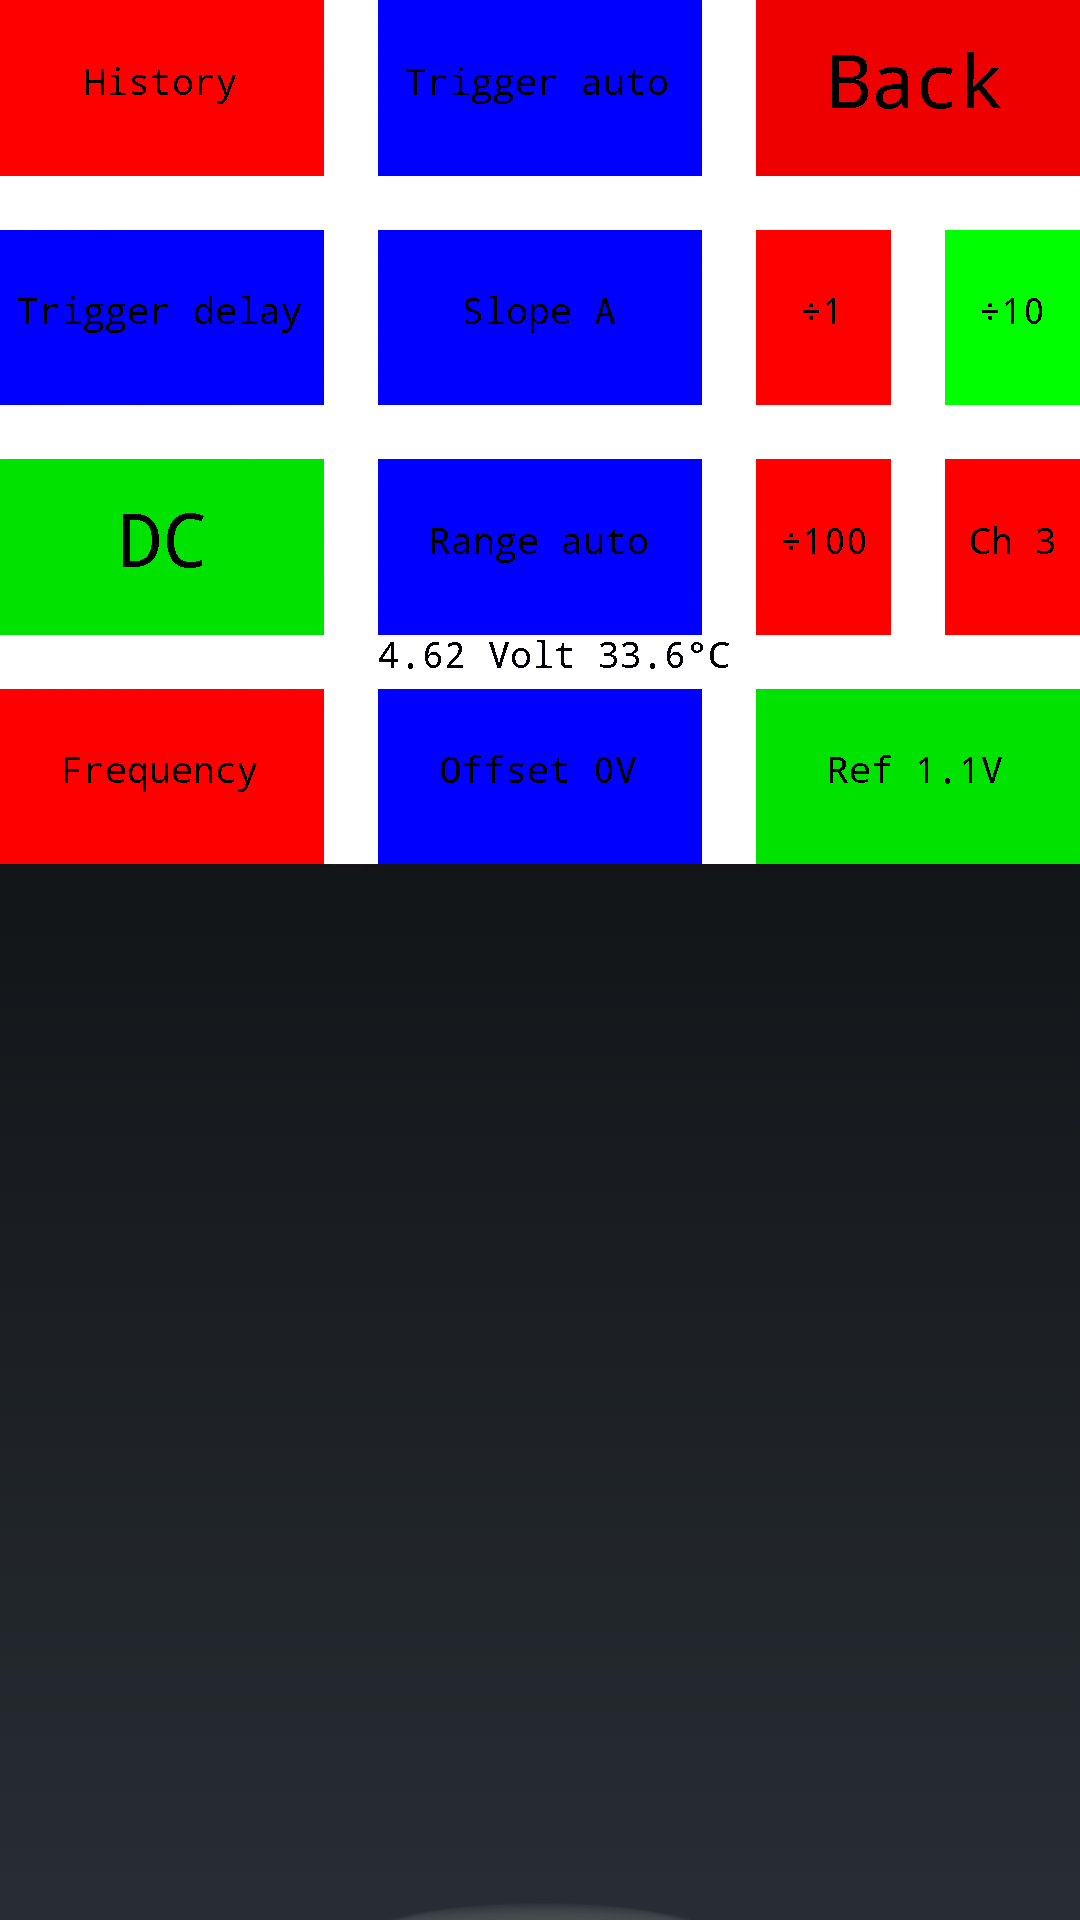 History
Trigger auto
Back
Trigger delay
Slope A
÷1
÷10
DC
Range auto
÷100
Ch 3
4.62 Volt 33.6°C
Frequency
Offset 0V
Ref 1.1V